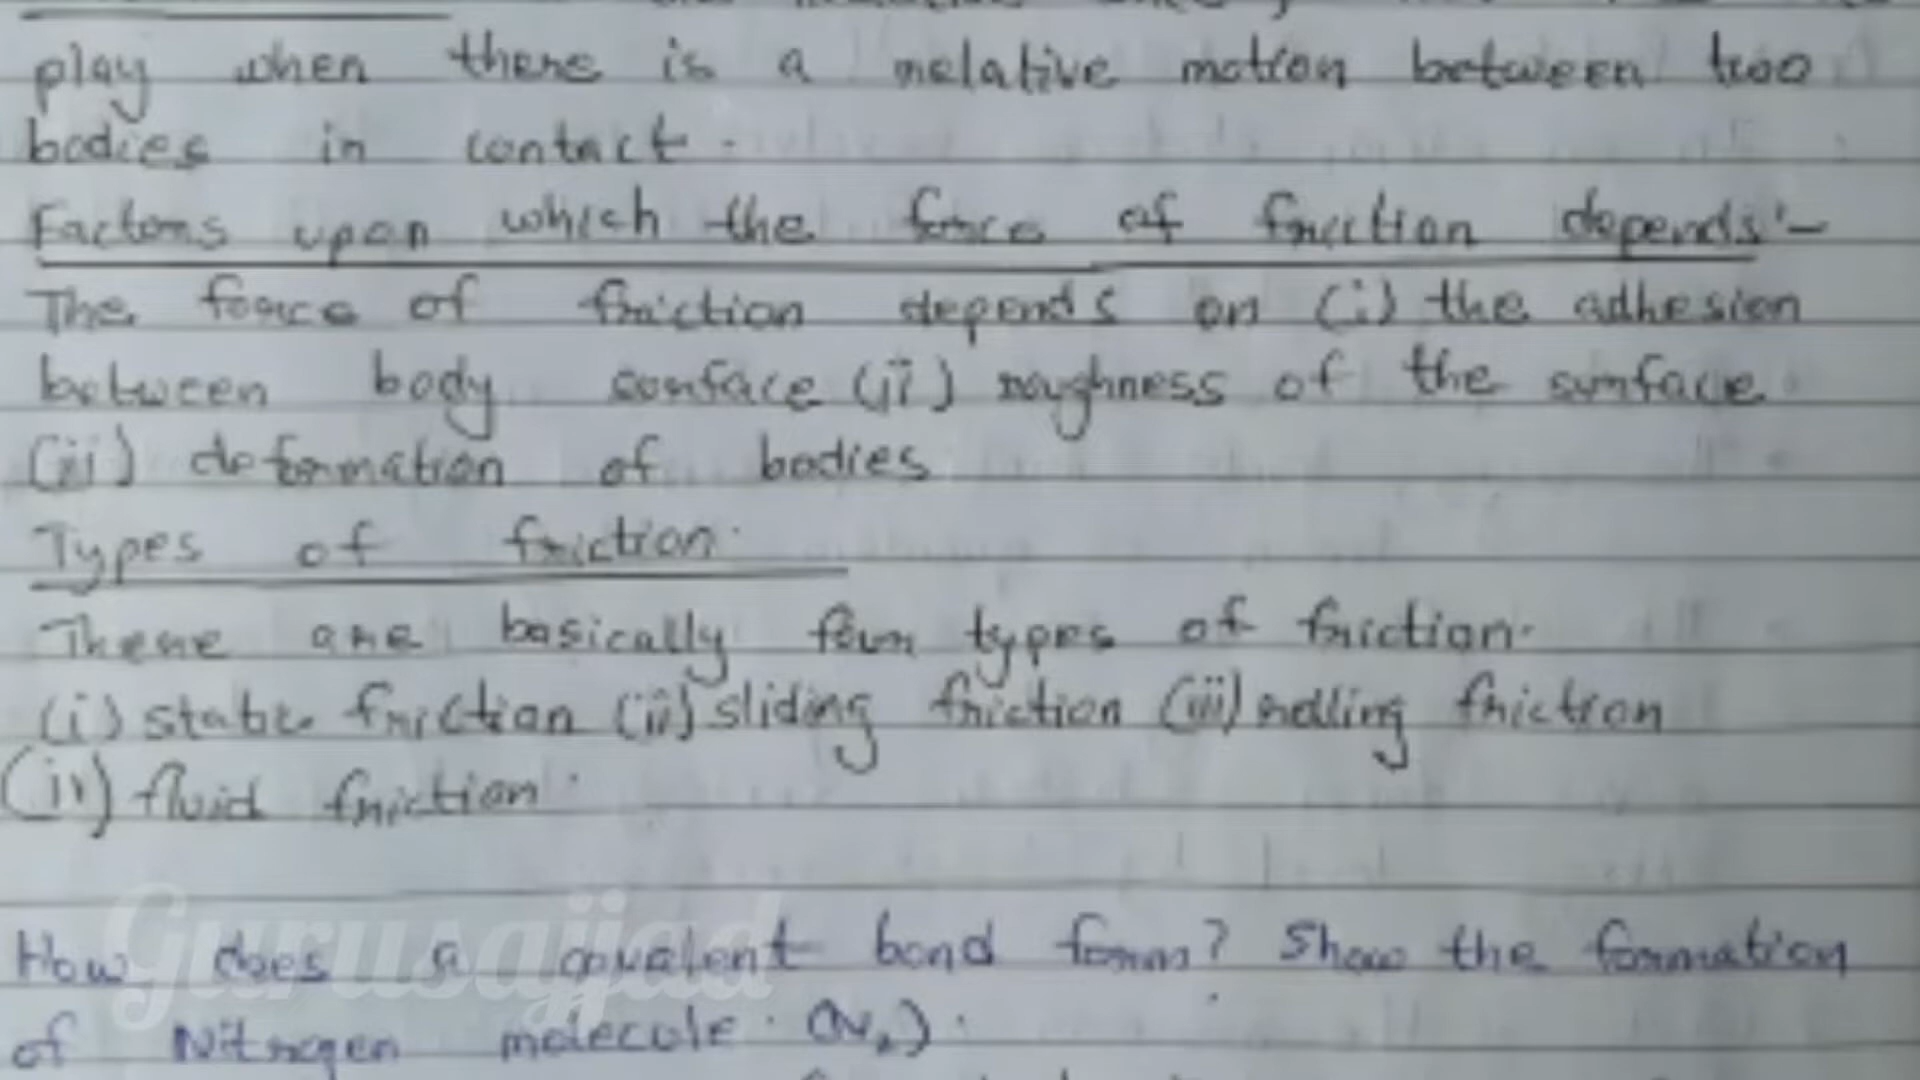 play when there is a relative motion between two
bodies in contact.
Factors upon which the force of friction depends:-
The force of friction depends on (i) the adhesion
between body surface (ii) roughness of the surface.
(iii) deformation of bodies
Types of friction.
There are basically four types of friction.
(i) static friction (ii) sliding friction (iii) rolling friction
(iv) fluid friction.
Gurusajjad
How does a covalent bond form? Show the formation
of Nitrogen molecule. (N₂).